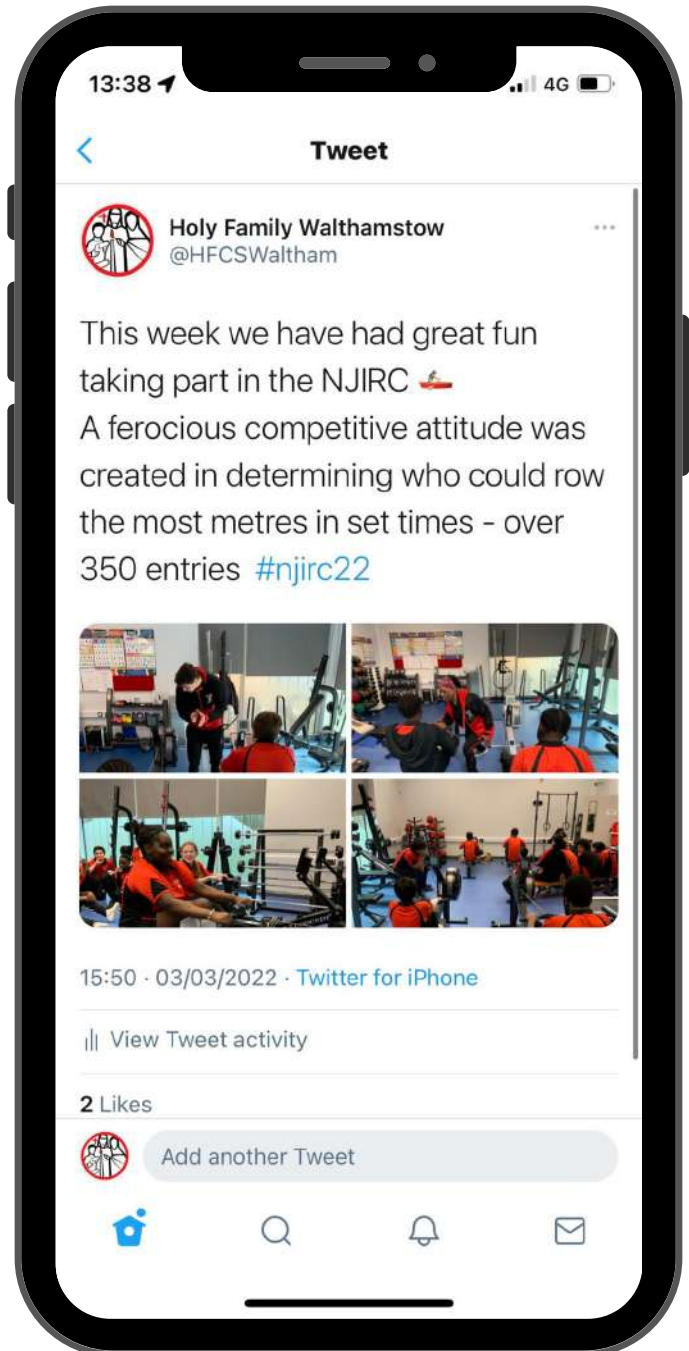 13:38
4G
Tweet
Holy Family Walthamstow
@HFCSWaltham
This week we have had great fun
taking part in the NJIRC 🚣
A ferocious competitive attitude was
created in determining who could row
the most metres in set times - over
350 entries #njirc22
15:50 · 03/03/2022 · Twitter for iPhone
View Tweet activity
2 Likes
Add another Tweet